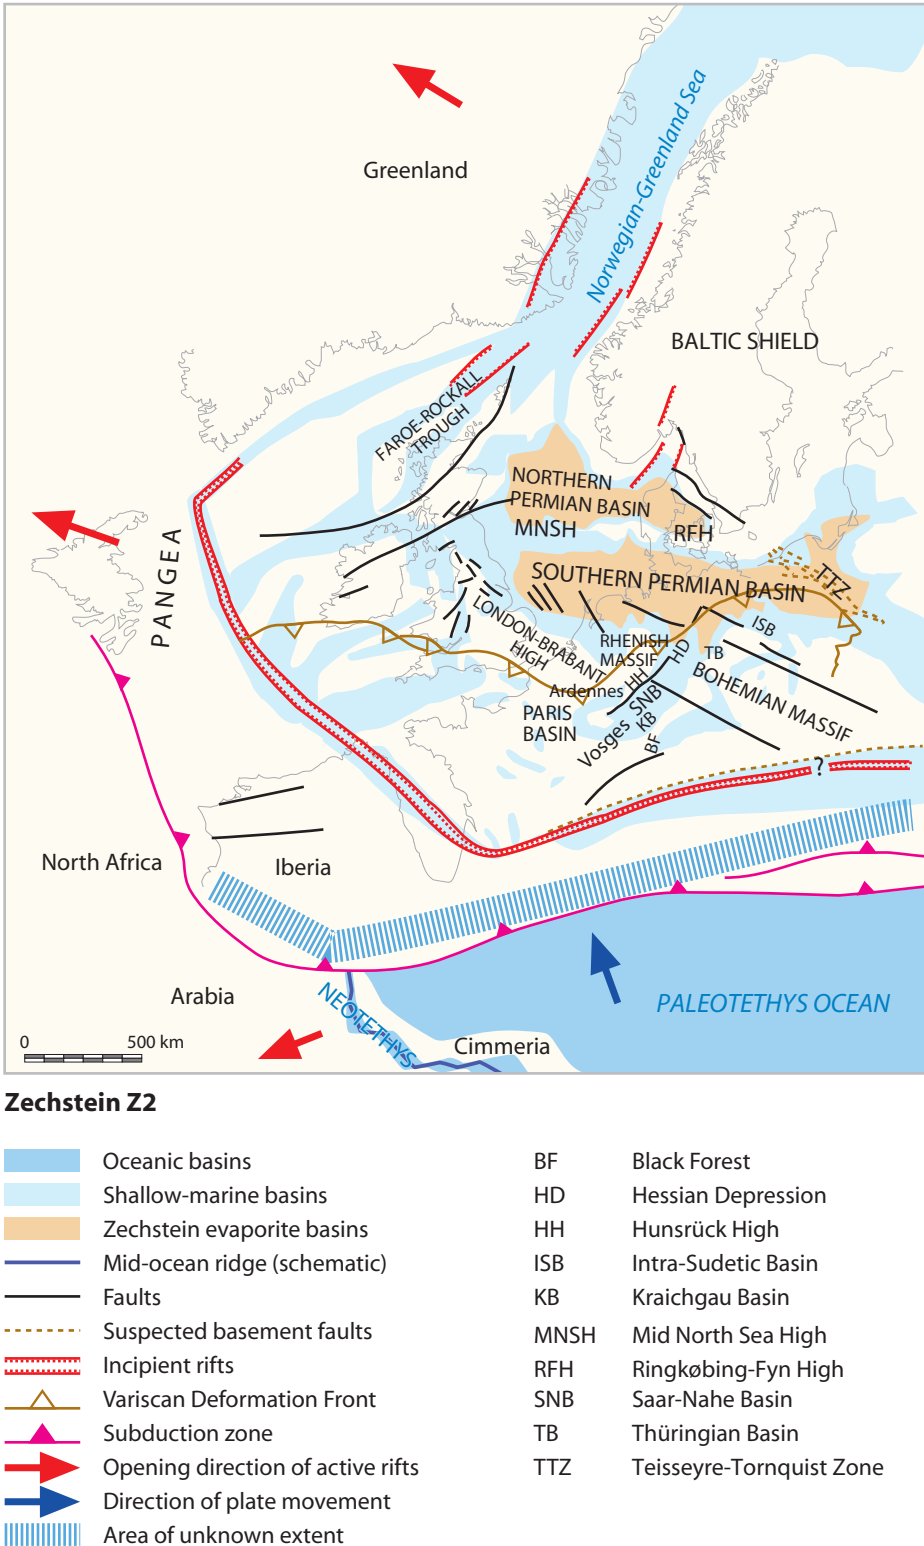 Greenland
Norwegian-Greenland Sea
BALTIC SHIELD
FAROE-ROCKALL
TROUGH
NORTHERN
PERMIAN BASIN
MNSH
RFH
PANGEA
SOUTHERN PERMIAN BASIN
TTZ
LONDON-BRABANT
HIGH
RHENISH
MASSIF
HD
TB
ISB
Ardennes
HH
SNB
KB
BOHEMIAN MASSIF
PARIS
BASIN
Vosges
BF
?
North Africa
Iberia
Arabia
NEOTETHYS
PALEOTETHYS OCEAN
Cimmeria
0 500 km
Zechstein Z2
Oceanic basins
Shallow-marine basins
Zechstein evaporite basins
Mid-ocean ridge (schematic)
Faults
Suspected basement faults
Incipient rifts
Variscan Deformation Front
Subduction zone
Opening direction of active rifts
Direction of plate movement
Area of unknown extent
BF Black Forest
HD Hessian Depression
HH Hunsrück High
ISB Intra-Sudetic Basin
KB Kraichgau Basin
MNSH Mid North Sea High
RFH Ringkøbing-Fyn High
SNB Saar-Nahe Basin
TB Thüringian Basin
TTZ Teisseyre-Tornquist Zone